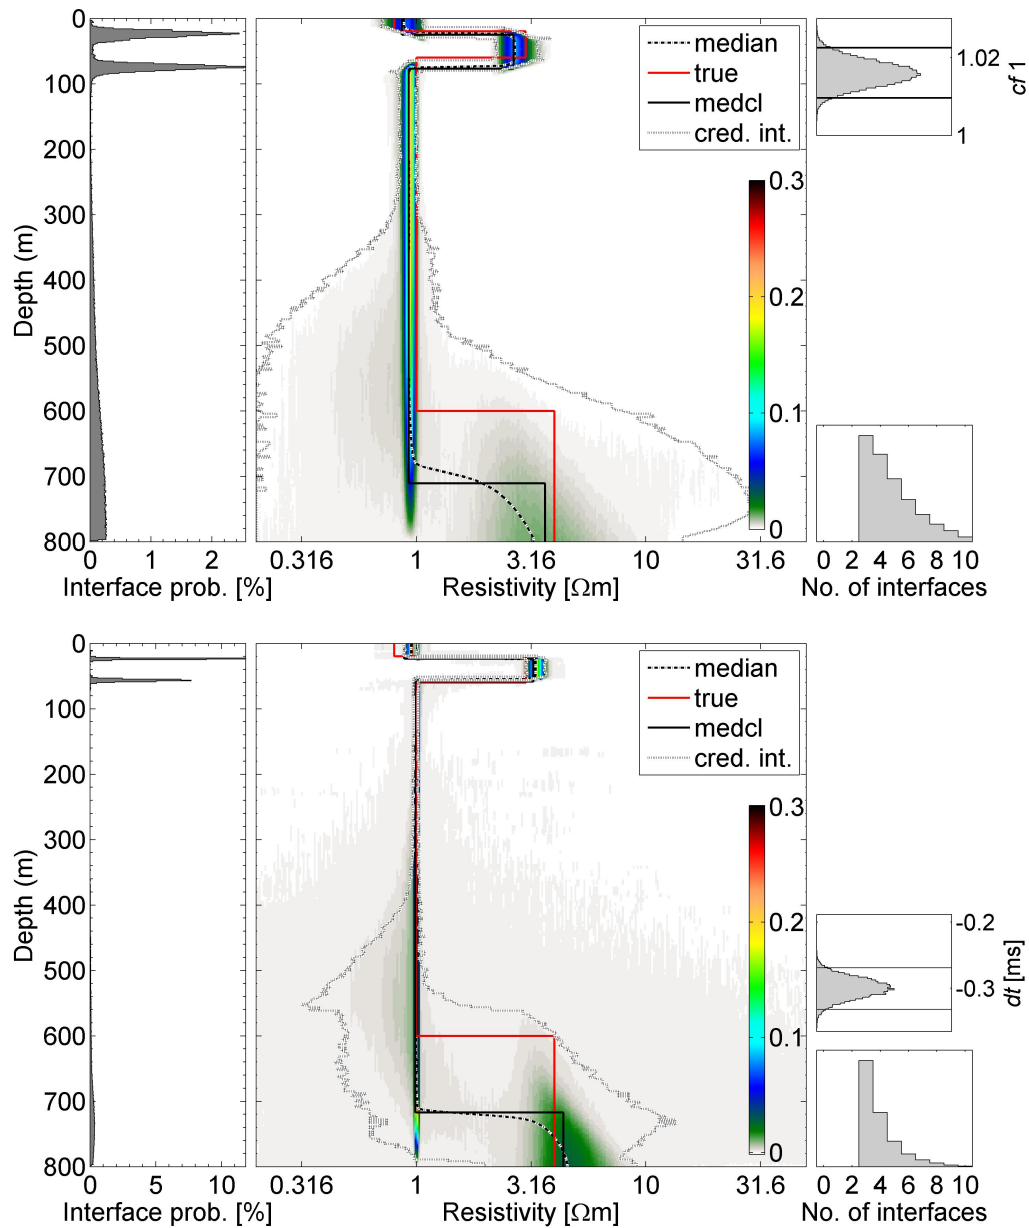 0
100
200
300
400
500
600
700
800
Depth (m)
0 1 2
Interface prob. [%]
median
true
medcl
cred. int.
0.3
0.2
0.1
0
0.316 1 3.16 10 31.6
Resistivity [Ωm]
1.02
1
cf 1
0 2 4 6 8 10
No. of interfaces
0
100
200
300
400
500
600
700
800
Depth (m)
0 5 10
Interface prob. [%]
median
true
medcl
cred. int.
0.3
0.2
0.1
0
0.316 1 3.16 10 31.6
Resistivity [Ωm]
-0.2
-0.3
dt [ms]
0 2 4 6 8 10
No. of interfaces